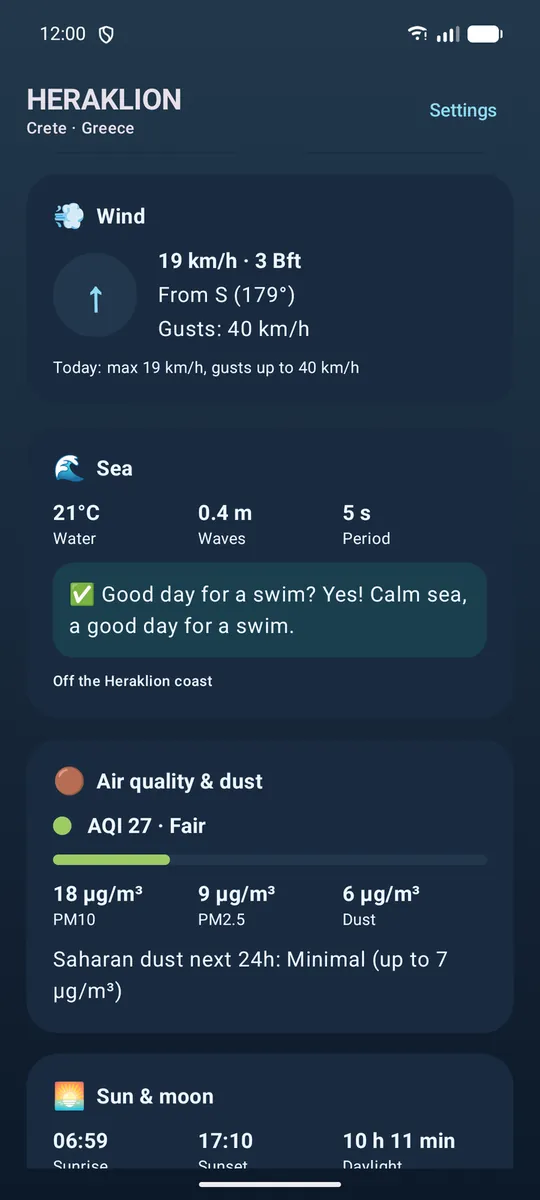 12:00
HERAKLION
Crete · Greece
Settings
Wind
↑
19 km/h · 3 Bft
From S (179°)
Gusts: 40 km/h
Today: max 19 km/h, gusts up to 40 km/h
Sea
21°C 0.4 m 5 s
Water Waves Period
✅ Good day for a swim? Yes! Calm sea,
a good day for a swim.
Off the Heraklion coast
Air quality & dust
AQI 27 · Fair
18 µg/m³ 9 µg/m³ 6 µg/m³
PM10 PM2.5 Dust
Saharan dust next 24h: Minimal (up to 7
µg/m³)
Sun & moon
06:59 17:10 10 h 11 min
Sunrise Sunset Daylight